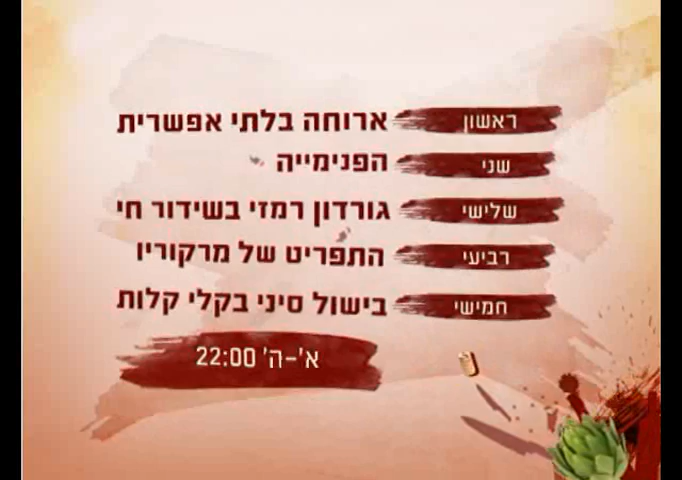 ראשון ארוחה בלתי אפשרית
שני הפנימייה
שלישי גורדון רמזי בשידור חי
רביעי התפריט של מרקוריו
חמישי בישול סיני בקלי קלות
א'-ה' 22:00